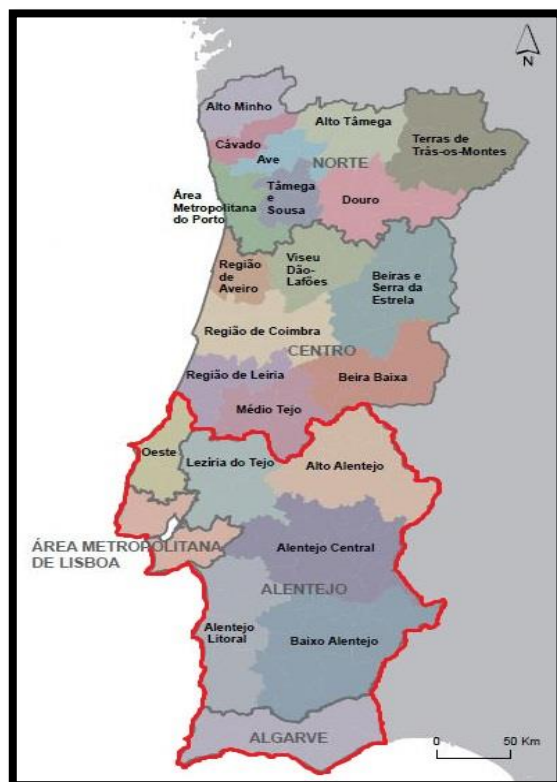 N
Alto Minho
Alto Tâmega
Terras de
Trás-os-Montes
Cávado
Ave
NORTE
Área
Metropolitana
do Porto
Tâmega
e
Sousa
Douro
Região
de
Aveiro
Viseu
Dão-
Lafões
Beiras e
Serra da
Estrela
Região de Coimbra
CENTRO
Região de Leiria
Beira Baixa
Médio Tejo
Oeste
Lezíria do Tejo
Alto Alentejo
ÁREA METROPOLITANA
DE LISBOA
Alentejo Central
ALENTEJO
Alentejo
Litoral
Baixo Alentejo
ALGARVE
0 50 Km